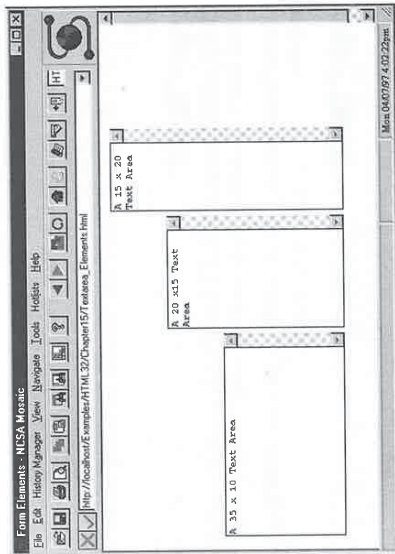 Form Elements - NCSA Mosaic
File Edit History Manager View Navigate Tools Hotlists Help
HT
http://localhost/Examples/HTML32/Chapter15/Textarea_Elements.html
A 35 x 10 Text Area
A 20 x15 Text
Area
A 15 x 20
Text Area
Mon 04/07/97 4:02:22pm